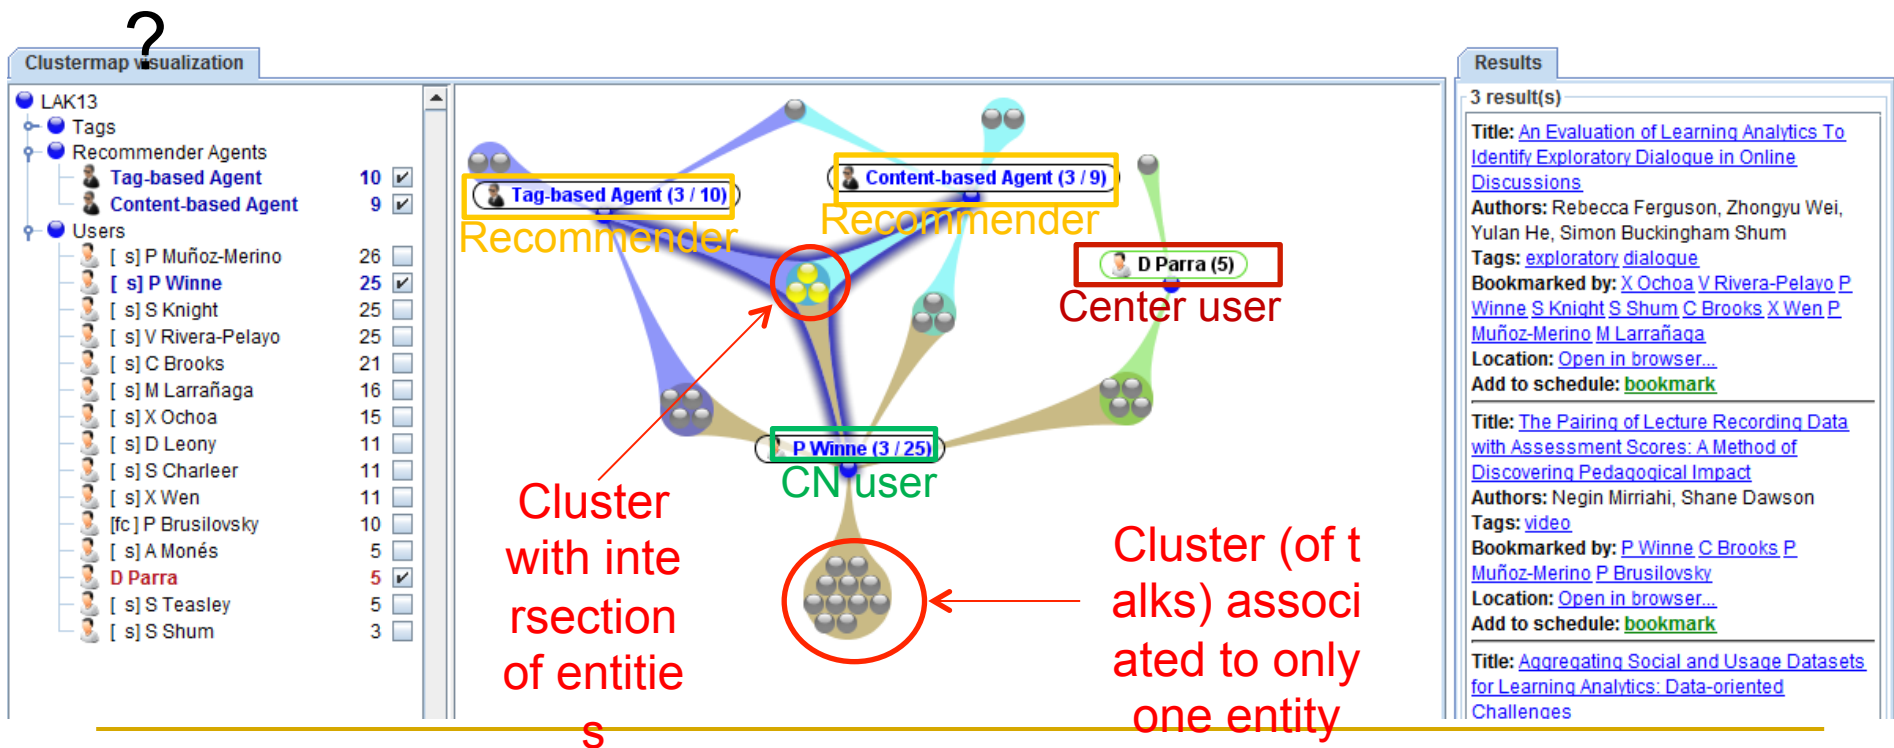 ?
Clustermap visualization
LAK13
Tags
Recommender Agents
Tag-based Agent 10
Content-based Agent 9
Users
[ s] P Muñoz-Merino 26
[ s] P Winne 25
[ s] S Knight 25
[ s] V Rivera-Pelayo 25
[ s] C Brooks 21
[ s] M Larrañaga 16
[ s] X Ochoa 15
[ s] D Leony 11
[ s] S Charleer 11
[ s] X Wen 11
[fc ] P Brusilovsky 10
[ s] A Monés 5
D Parra 5
[ s] S Teasley 5
[ s] S Shum 3
Tag-based Agent (3 / 10)
Recommender
Content-based Agent (3 / 9)
Recommender
D Parra (5)
Center user
P Winne (3 / 25)
CN user
Cluster
with inte
rsection
of entitie
s
Cluster (of t
alks) associ
ated to only
one entity
Results
3 result(s)
Title: An Evaluation of Learning Analytics To
Identify Exploratory Dialogue in Online
Discussions
Authors: Rebecca Ferguson, Zhongyu Wei,
Yulan He, Simon Buckingham Shum
Tags: exploratory dialogue
Bookmarked by: X Ochoa V Rivera-Pelayo P
Winne S Knight S Shum C Brooks X Wen P
Muñoz-Merino M Larrañaga
Location: Open in browser...
Add to schedule: bookmark
Title: The Pairing of Lecture Recording Data
with Assessment Scores: A Method of
Discovering Pedagogical Impact
Authors: Negin Mirriahi, Shane Dawson
Tags: video
Bookmarked by: P Winne C Brooks P
Muñoz-Merino P Brusilovsky
Location: Open in browser...
Add to schedule: bookmark
Title: Aggregating Social and Usage Datasets
for Learning Analytics: Data-oriented
Challenges